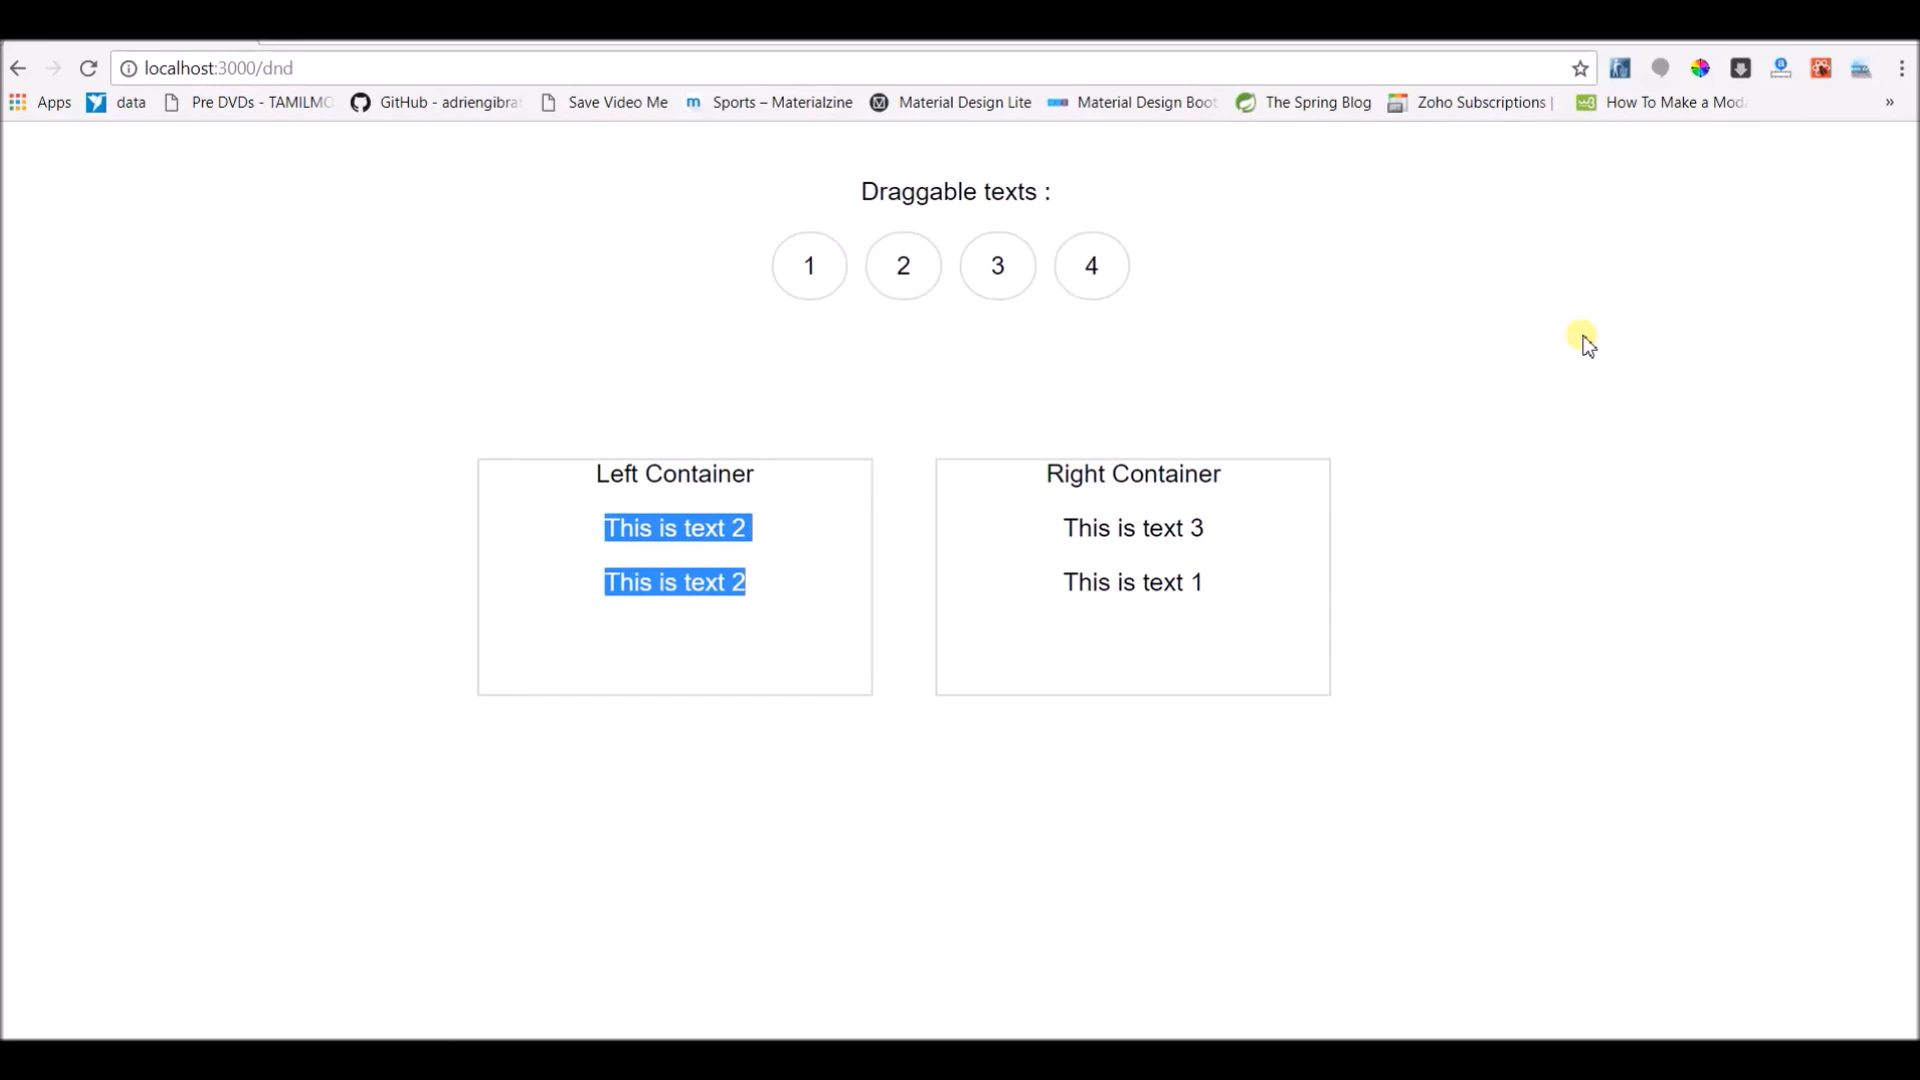 localhost:3000/dnd
Apps data Pre DVDs - TAMILMO GitHub - adriengibra Save Video Me Sports – Materialzine Material Design Lite Material Design Boot The Spring Blog Zoho Subscriptions | How To Make a Mod »
Draggable texts :
1 2 3 4
Left Container
This is text 2
This is text 2
Right Container
This is text 3
This is text 1